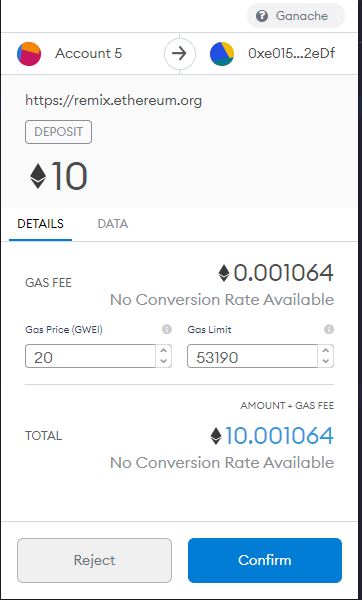 ? Ganache
Account 5
0xe015...2eDf
https://remix.ethereum.org
DEPOSIT
10
DETAILS DATA
GAS FEE
0.001064
No Conversion Rate Available
Gas Price (GWEI) i Gas Limit i
20 53190
AMOUNT + GAS FEE
TOTAL
10.001064
No Conversion Rate Available
Reject Confirm